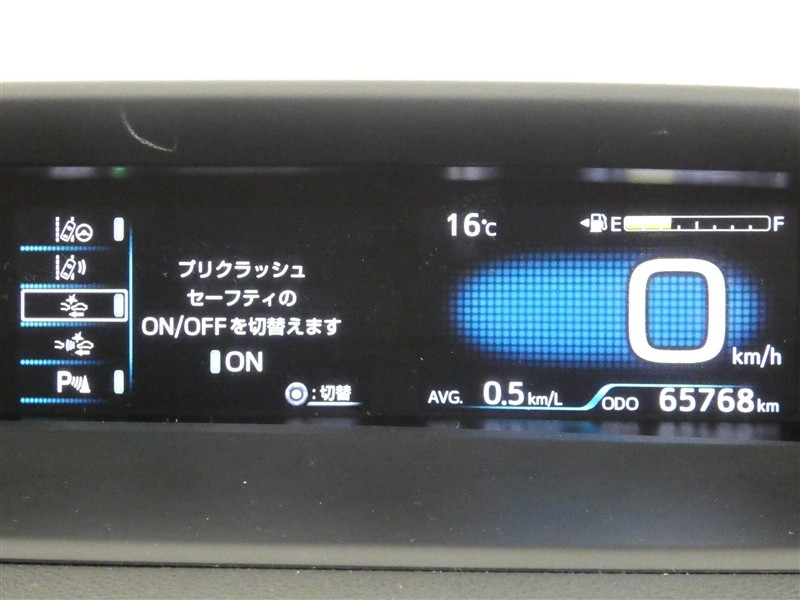 プリクラッシュ
セーフティの
ON/OFFを切替えます
ON
:切替
P
16℃
E F
0 km/h
AVG. 0.5 km/L
ODO 65768 km